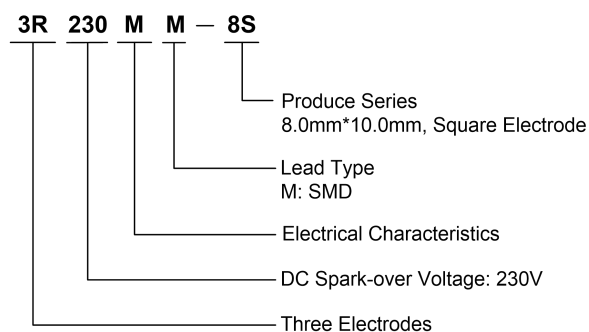 3R 230 M M – 8S
Produce Series
8.0mm*10.0mm, Square Electrode
Lead Type
M: SMD
Electrical Characteristics
DC Spark-over Voltage: 230V
Three Electrodes